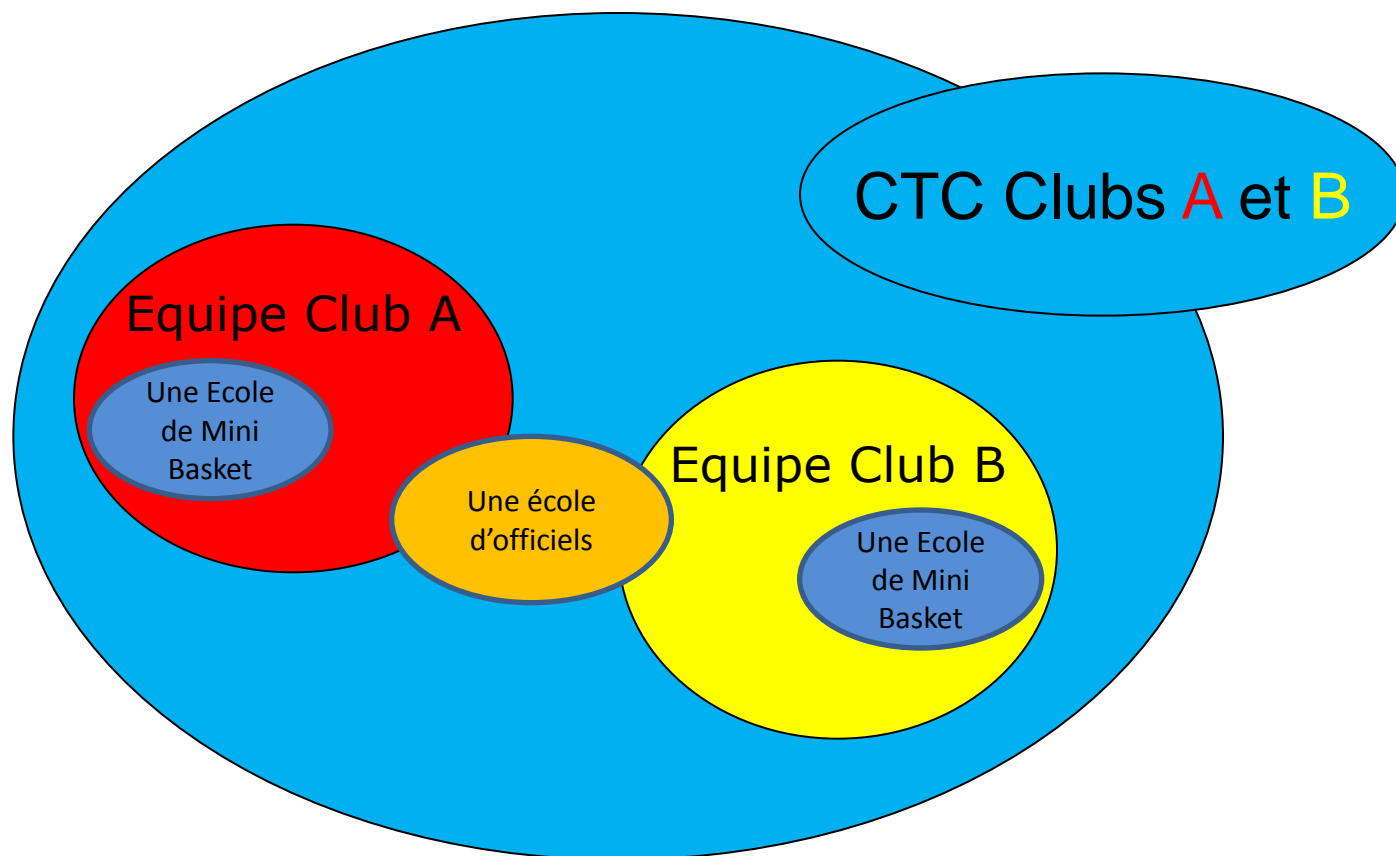 CTC Clubs A et B
Equipe Club A
Une Ecole
de Mini
Basket
Equipe Club B
Une école
d’officiels
Une Ecole
de Mini
Basket